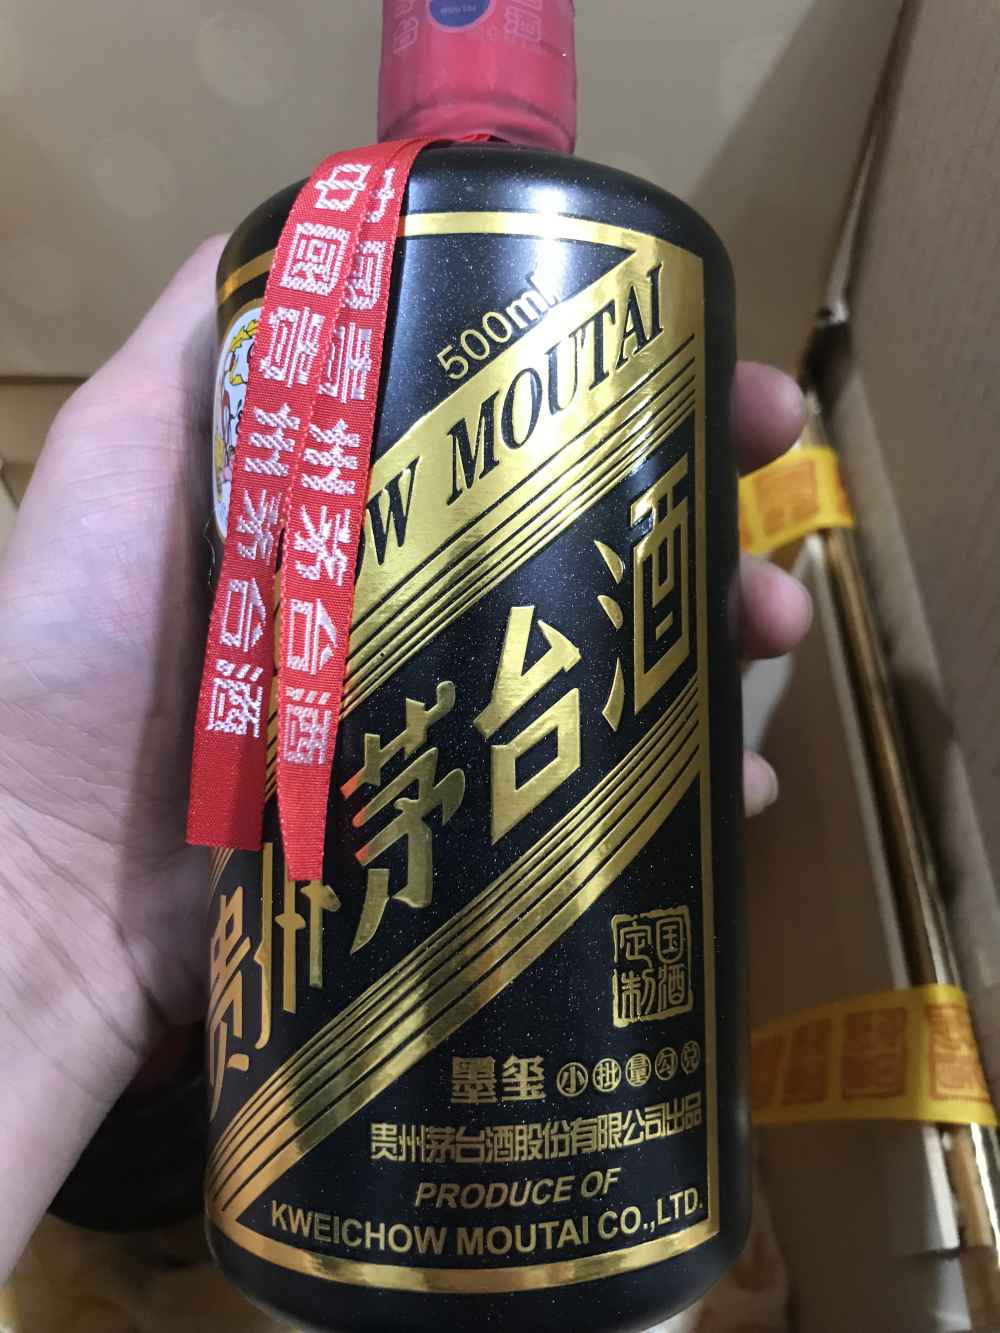 中國贵州茅台酒
中國贵州茅台酒
500ml
W MOUTAI
贵州茅台酒
国酒
定制
墨玺 小批量勾兑
贵州茅台酒股份有限公司出品
PRODUCE OF
KWEICHOW MOUTAI CO.,LTD.